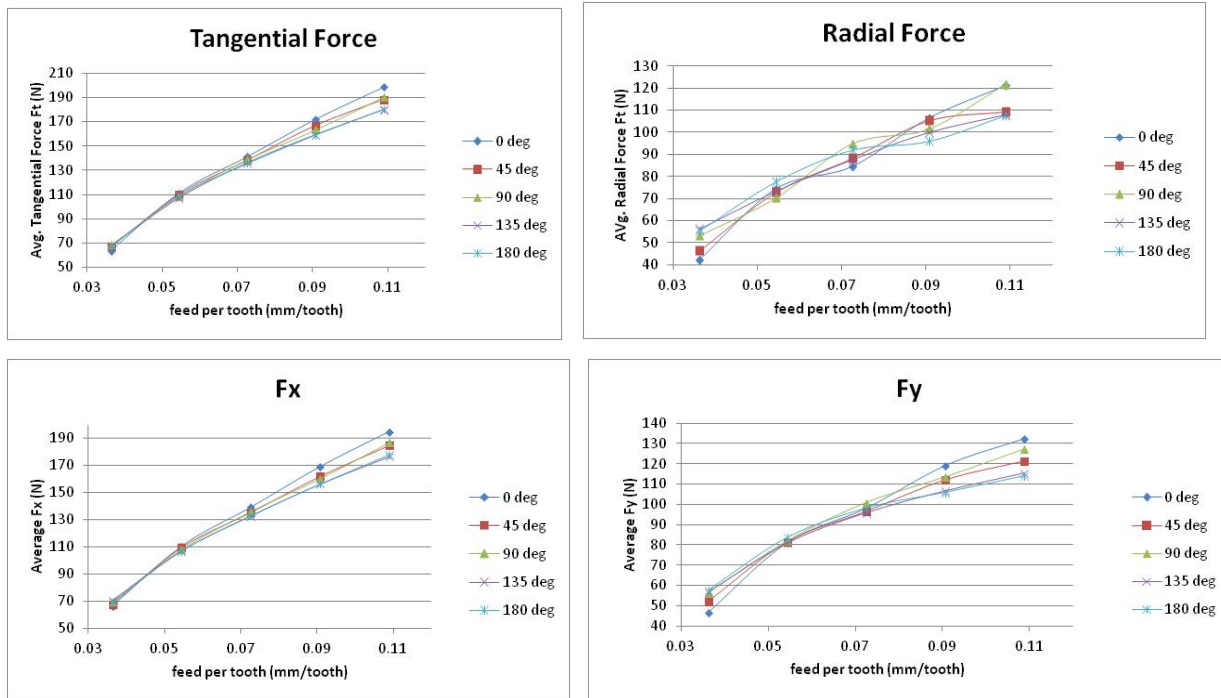 Tangential Force
Avg. Tangential Force Ft (N)
210
190
170
150
130
110
90
70
50
0.03 0.05 0.07 0.09 0.11
feed per tooth (mm/tooth)
0 deg
45 deg
90 deg
135 deg
180 deg
Radial Force
AVg. Radial Force Ft (N)
130
120
110
100
90
80
70
60
50
40
0.03 0.05 0.07 0.09 0.11
feed per tooth (mm/tooth)
0 deg
45 deg
90 deg
135 deg
180 deg
Fx
Average Fx (N)
190
170
150
130
110
90
70
50
0.03 0.05 0.07 0.09 0.11
feed per tooth (mm/tooth)
0 deg
45 deg
90 deg
135 deg
180 deg
Fy
Average Fy (N)
140
130
120
110
100
90
80
70
60
50
40
0.03 0.05 0.07 0.09 0.11
feed per tooth (mm/tooth)
0 deg
45 deg
90 deg
135 deg
180 deg